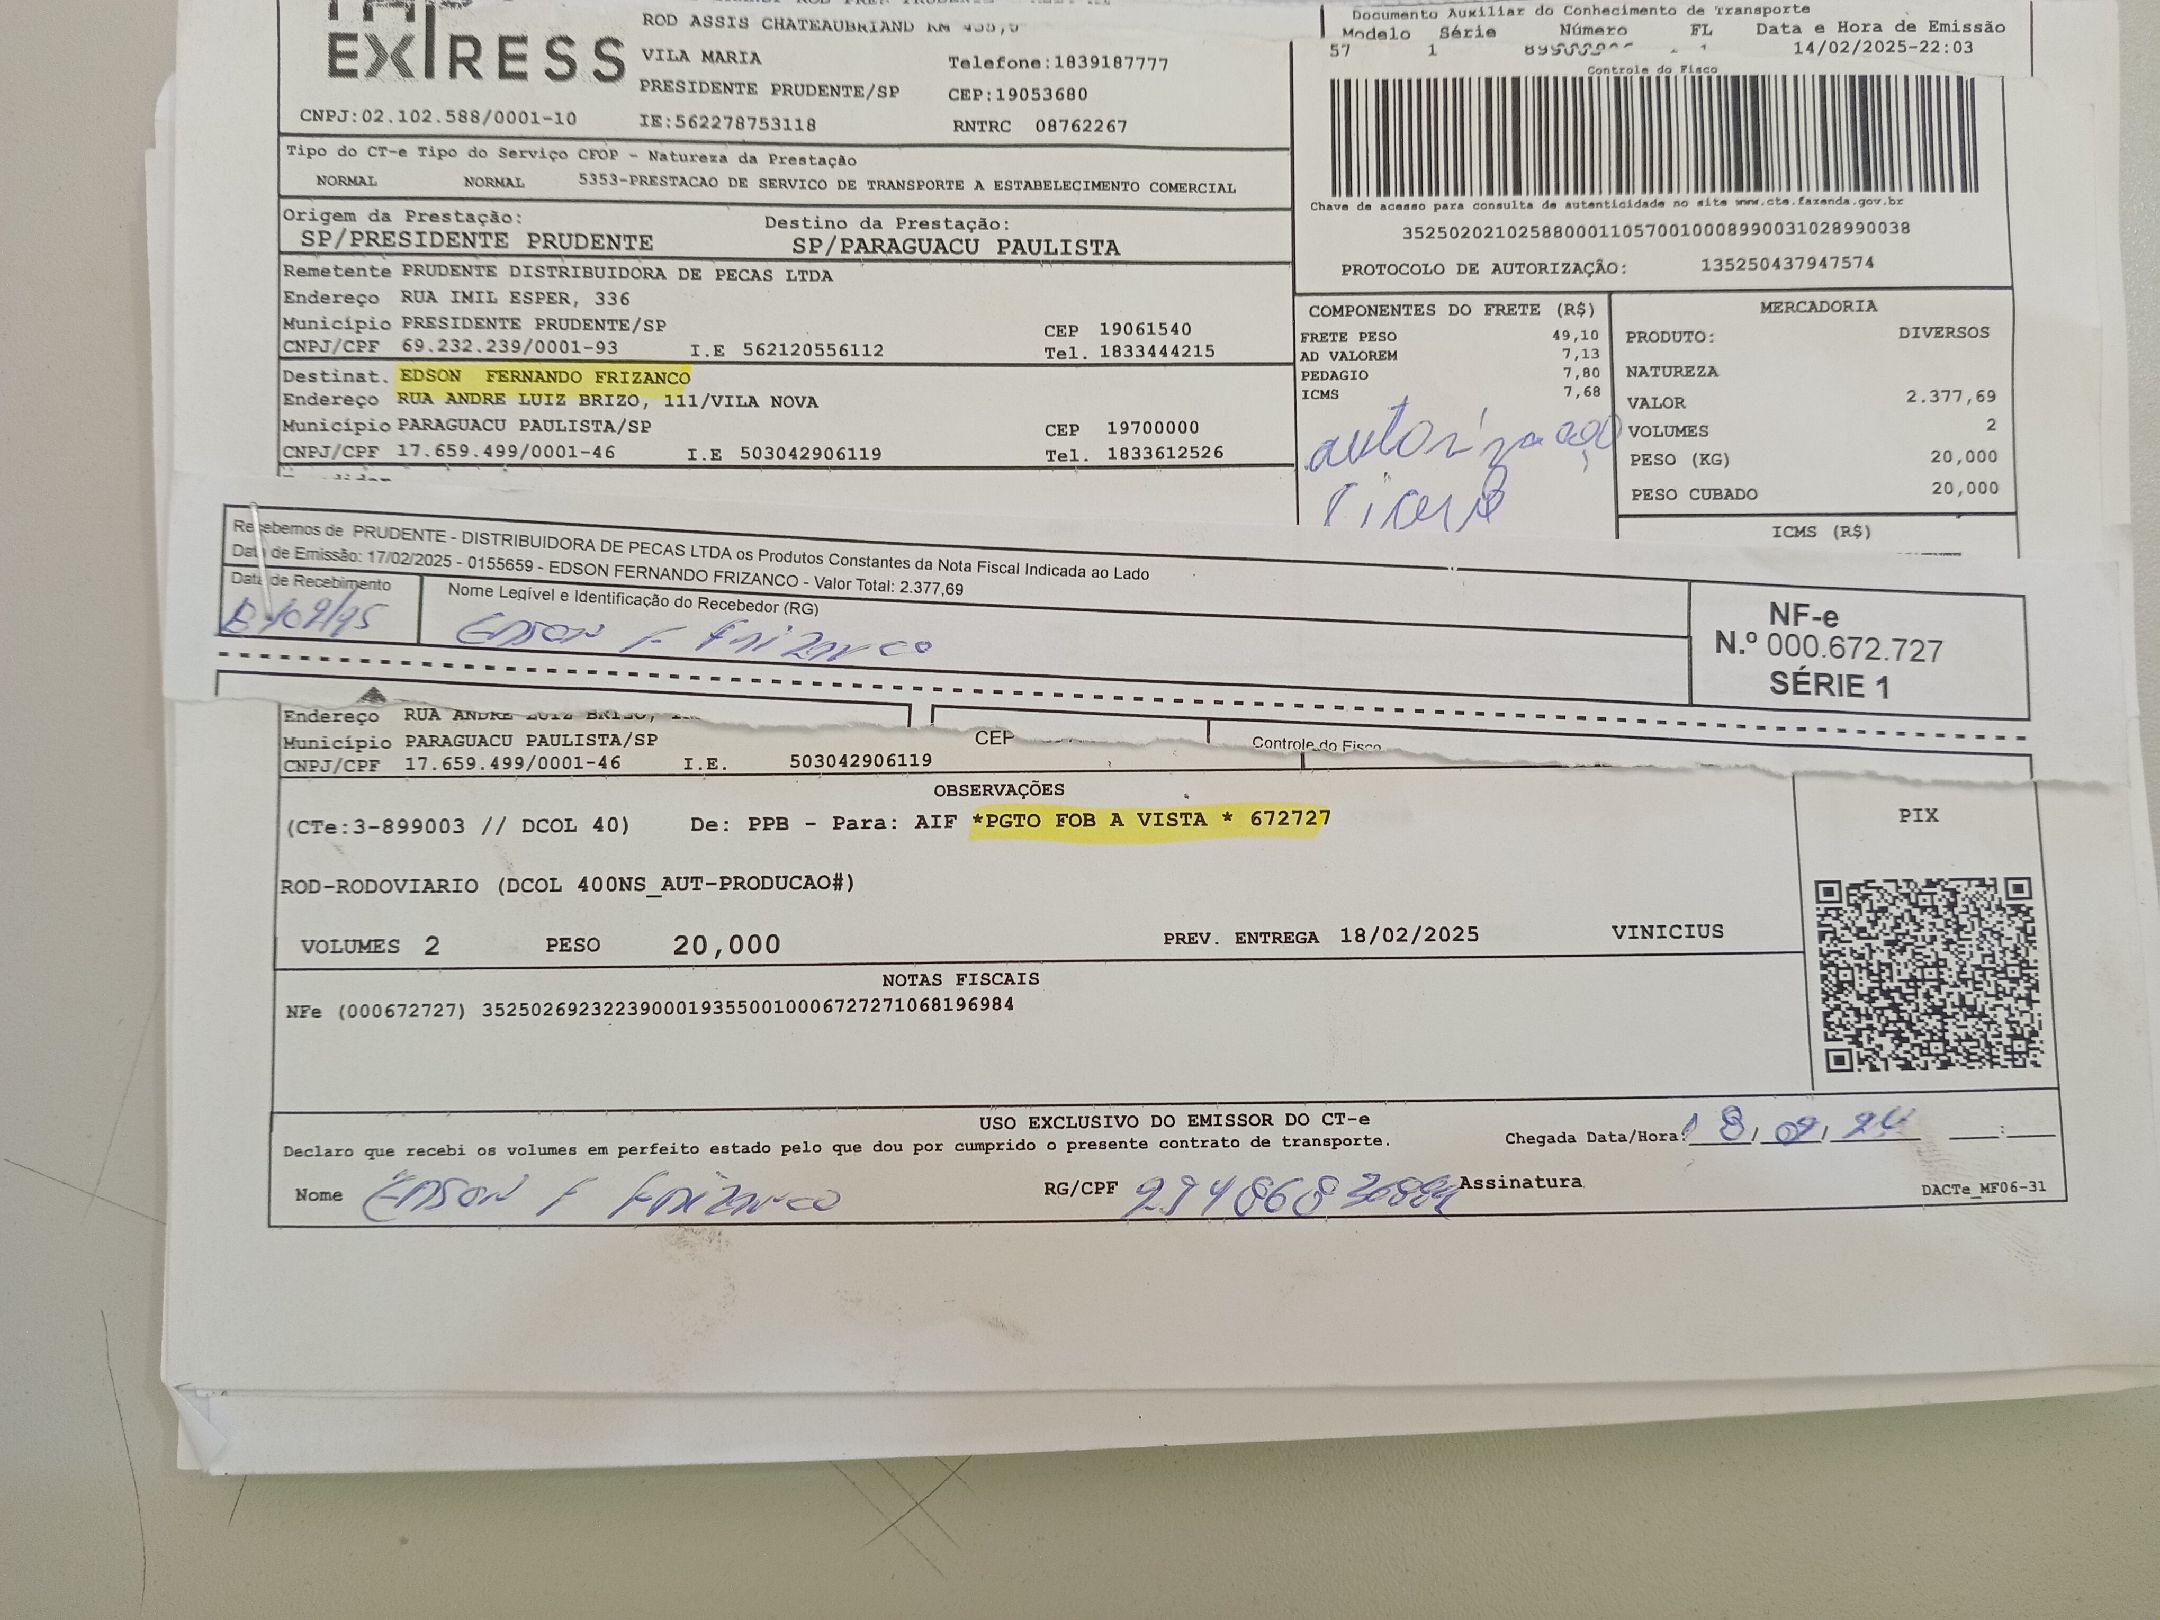 EXPRESS
ROD ASSIS CHATEAUBRIAND KM
VILA MARIA
Telefone:1839187777
PRESIDENTE PRUDENTE/SP
CEP:19053680
CNPJ:02.102.588/0001-10
IE:562278753118
RNTRC 08762267
Documento Auxiliar do Conhecimento de Transporte
Modelo Série Número FL Data e Hora de Emissão
57 1 1 14/02/2025-22:03
Controle do Fisco
Chave de acesso para consulta de autenticidade no site www.cte.fazenda.gov.br
35250202102588000110570010008990031028990038
PROTOCOLO DE AUTORIZAÇÃO: 135250437947574
Tipo do CT-e Tipo do Serviço CFOP - Natureza da Prestação
NORMAL NORMAL 5353-PRESTACAO DE SERVICO DE TRANSPORTE A ESTABELECIMENTO COMERCIAL
Origem da Prestação: Destino da Prestação:
SP/PRESIDENTE PRUDENTE SP/PARAGUACU PAULISTA
Remetente PRUDENTE DISTRIBUIDORA DE PECAS LTDA
Endereço RUA IMIL ESPER, 336
Município PRESIDENTE PRUDENTE/SP CEP 19061540
CNPJ/CPF 69.232.239/0001-93 I.E 562120556112 Tel. 1833444215
Destinat. EDSON FERNANDO FRIZANCO
Endereço RUA ANDRE LUIZ BRIZO, 111/VILA NOVA
Município PARAGUACU PAULISTA/SP CEP 19700000
CNPJ/CPF 17.659.499/0001-46 I.E 503042906119 Tel. 1833612526
COMPONENTES DO FRETE (R$)
FRETE PESO 49,10
AD VALOREM 7,13
PEDAGIO 7,80
ICMS 7,68
MERCADORIA
PRODUTO: DIVERSOS
NATUREZA
VALOR 2.377,69
VOLUMES 2
PESO (KG) 20,000
PESO CUBADO 20,000
ICMS (R$)
Recebemos de PRUDENTE - DISTRIBUIDORA DE PECAS LTDA os Produtos Constantes da Nota Fiscal Indicada ao Lado
Data de Emissão: 17/02/2025 - 0155659 - EDSON FERNANDO FRIZANCO - Valor Total: 2.377,69
Data de Recebimento
Nome Legível e Identificação do Recebedor (RG)
EDSON F FRIZANCO
NF-e
N.º 000.672.727
SÉRIE 1
Endereço RUA ANDRE LUIZ
Município PARAGUACU PAULISTA/SP CEP
Controle do Fisco
CNPJ/CPF 17.659.499/0001-46 I.E. 503042906119
OBSERVAÇÕES
(CTe:3-899003 // DCOL 40) De: PPB - Para: AIF *PGTO FOB A VISTA * 672727
PIX
ROD-RODOVIARIO (DCOL 400NS_AUT-PRODUCAO#)
VOLUMES 2 PESO 20,000 PREV. ENTREGA 18/02/2025 VINICIUS
NOTAS FISCAIS
NFe (000672727) 35250269232239000193550010006727271068196984
USO EXCLUSIVO DO EMISSOR DO CT-e
Declaro que recebi os volumes em perfeito estado pelo que dou por cumprido o presente contrato de transporte.
Chegada Data/Hora:
Nome EDSON F FRIZANCO RG/CPF Assinatura
DACTe_MF06-31